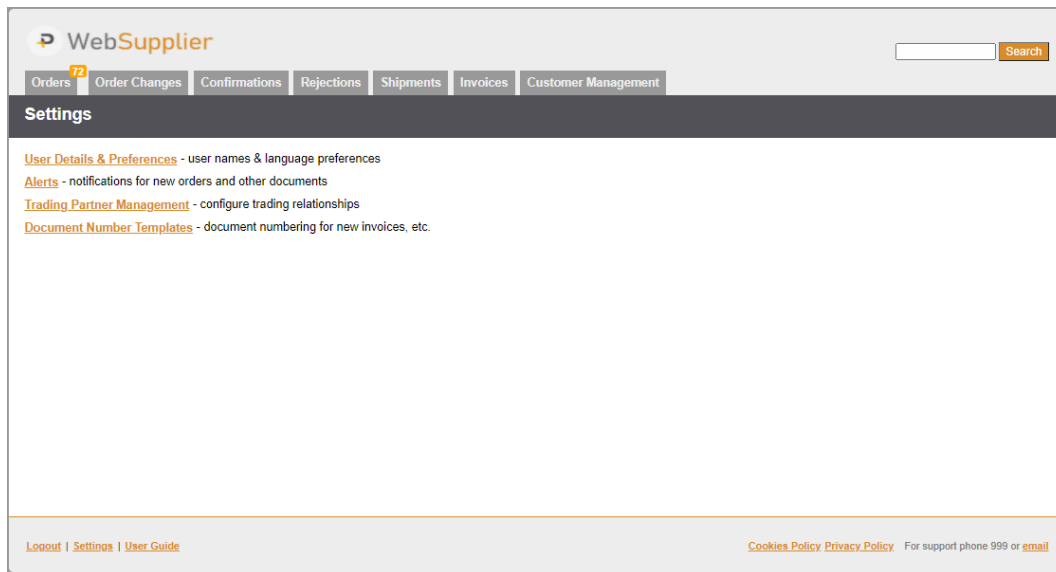 WebSupplier
Search
Orders 72 Order Changes Confirmations Rejections Shipments Invoices Customer Management
Settings
User Details & Preferences - user names & language preferences
Alerts - notifications for new orders and other documents
Trading Partner Management - configure trading relationships
Document Number Templates - document numbering for new invoices, etc.
Logout | Settings | User Guide Cookies Policy Privacy Policy For support phone 999 or email